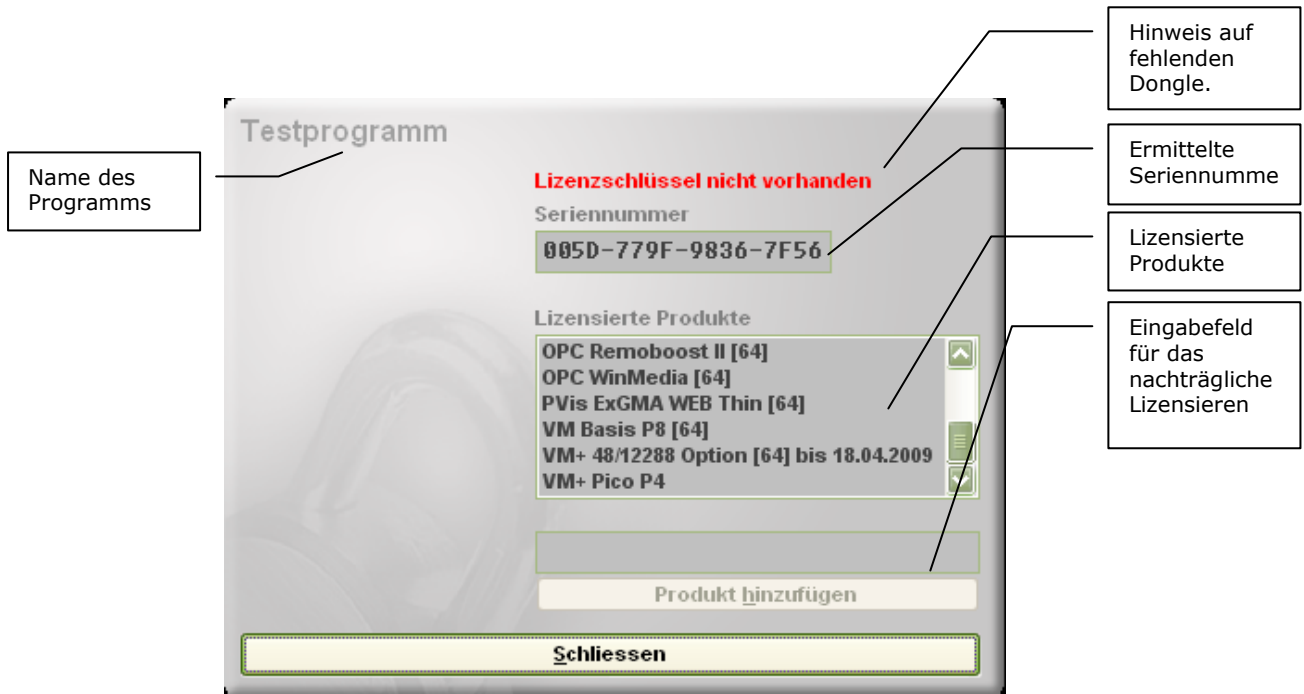 Hinweis auf
fehlenden
Dongle.
Testprogramm
Ermittelte
Seriennumme
Name des
Programms
Lizenzschlüssel nicht vorhanden
Seriennummer
005D-779F-9836-7F56
Lizensierte
Produkte
Lizensierte Produkte
OPC Remoboost II [64]
OPC WinMedia [64]
PVis ExGMA WEB Thin [64]
VM Basis P8 [64]
VM+ 48/12288 Option [64] bis 18.04.2009
VM+ Pico P4
Eingabefeld
für das
nachträgliche
Lizensieren
Produkt hinzufügen
Schliessen